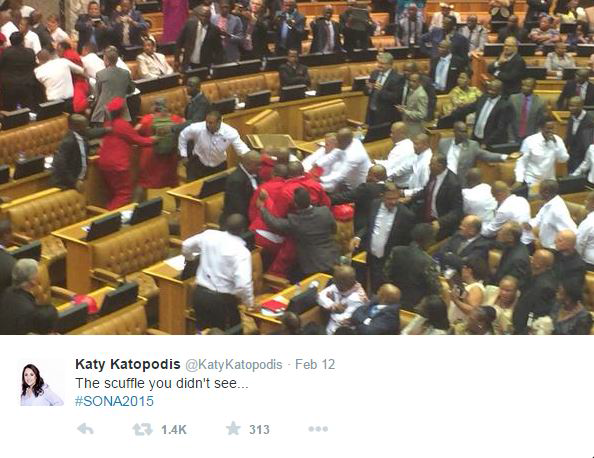 Katy Katopodis @KatyKatopodis · Feb 12
The scuffle you didn't see...
#SONA2015
1.4K 313